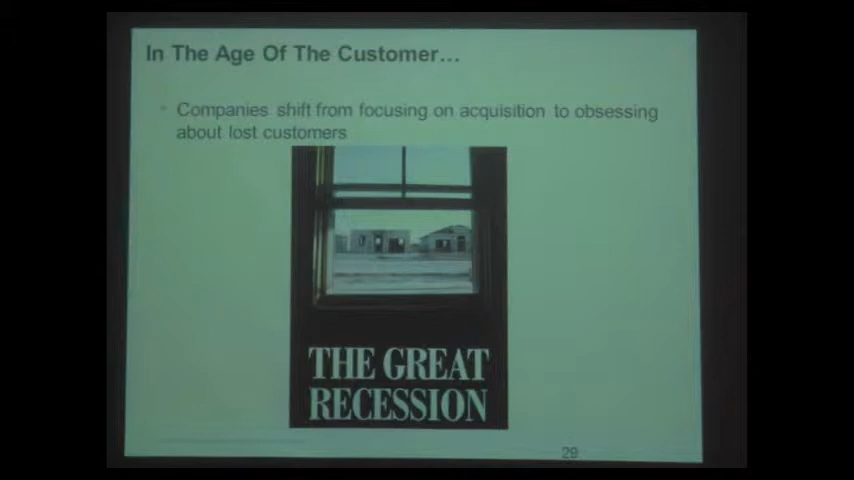 In The Age Of The Customer...
Companies shift from focusing on acquisition to obsessing
about lost customers
THE GREAT
RECESSION
29